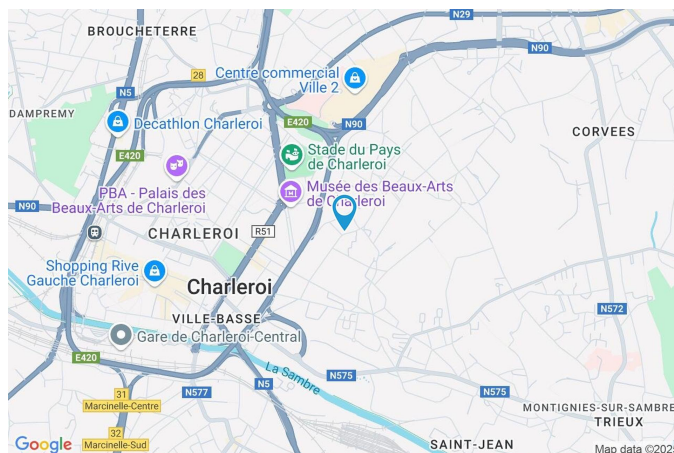 BROUCHETERRE
N29
N90
28
Centre commercial
Ville 2
N5
DAMPREMY
Decathlon Charleroi
E420
N90
CORVEES
E420
Stade du Pays
de Charleroi
PBA - Palais des
Beaux-Arts de Charleroi
Musée des Beaux-Arts
de Charleroi
N90
CHARLEROI
R51
Shopping Rive
Gauche Charleroi
Charleroi
N572
VILLE-BASSE
Gare de Charleroi-Central
E420
La Sambre
N575
N575
31
Marcinelle-Centre
N577
N5
MONTIGNIES-SUR-SAMBRE
TRIEUX
32
Marcinelle-Sud
SAINT-JEAN
Google
Map data ©2025